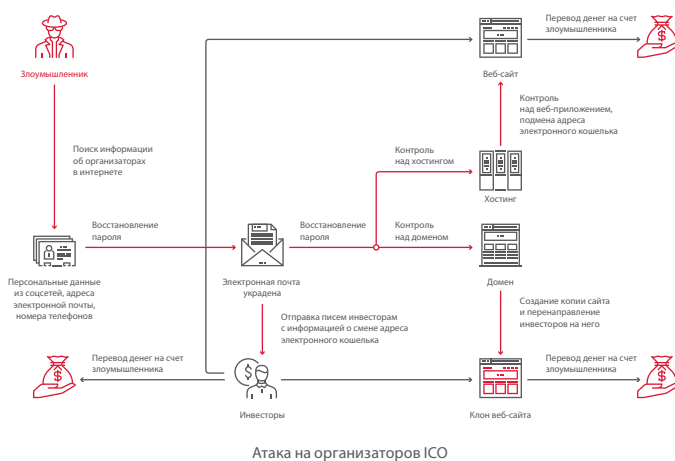 Злоумышленник
Поиск информации
об организаторах
в интернете
Персональные данные
из соцсетей, адреса
электронной почты,
номера телефонов
Восстановление
пароля
Электронная почта
украдена
Восстановление
пароля
Контроль
над хостингом
Контроль
над доменом
Хостинг
Контроль
над веб-приложением,
подмена адреса
электронного кошелька
Веб-сайт
Перевод денег на счет
злоумышленника
Домен
Создание копии сайта
и перенаправление
инвесторов на него
Отправка писем инвесторам
с информацией о смене адреса
электронного кошелька
Перевод денег на счет
злоумышленника
Инвесторы
Клон веб-сайта
Перевод денег на счет
злоумышленника
Атака на организаторов ICO